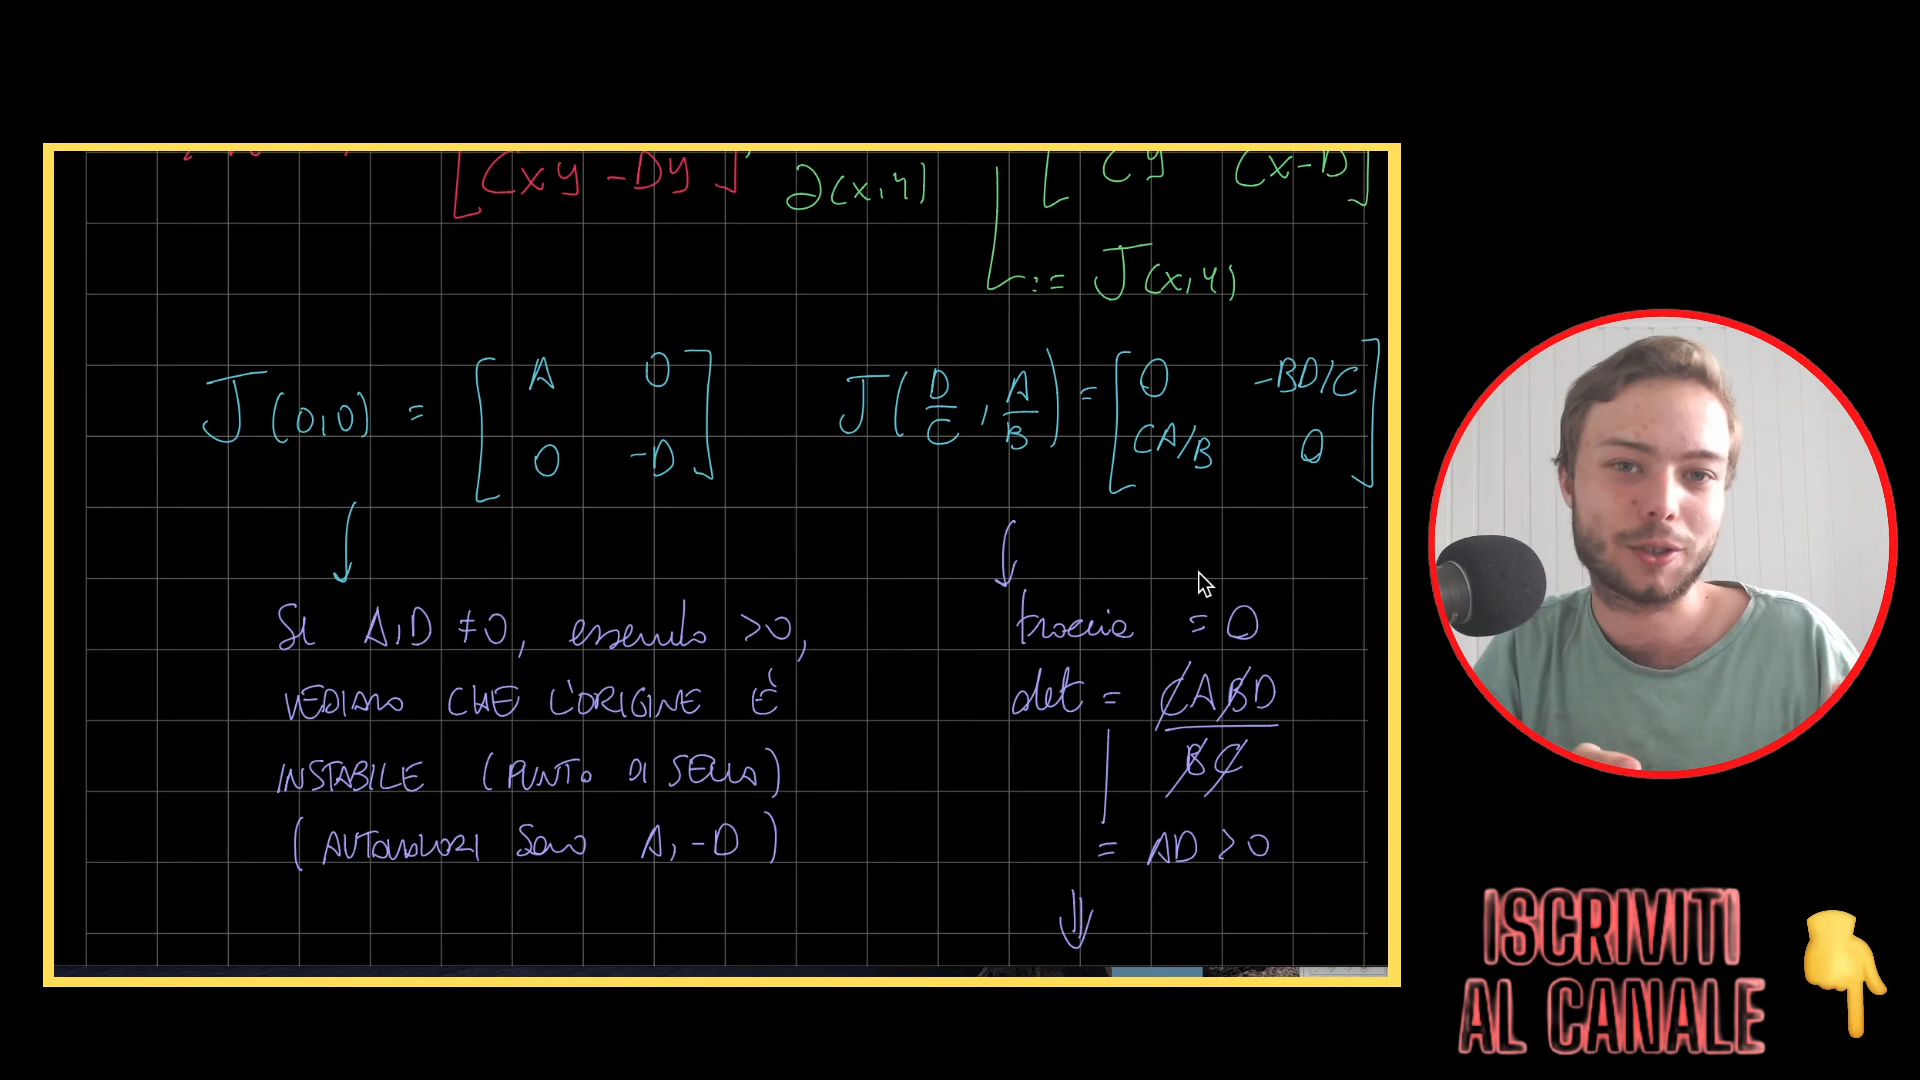 [Cxy -Dy]
∂(x,y)
[Cy Cx-D]
:= J(x,y)
J(0,0) = [A 0
0 -D]
J(D/C, A/B) = [0 -BD/C
CA/B 0]
Se A,D ≠0, essendo >0,
VEDIAMO CHE L'ORIGINE È
INSTABILE (PUNTO DI SELLA)
(AUTOVALORI SONO A, -D)
traccia = 0
det = CABD
BC
= AD >0
⇓
ISCRIVITI
AL CANALE